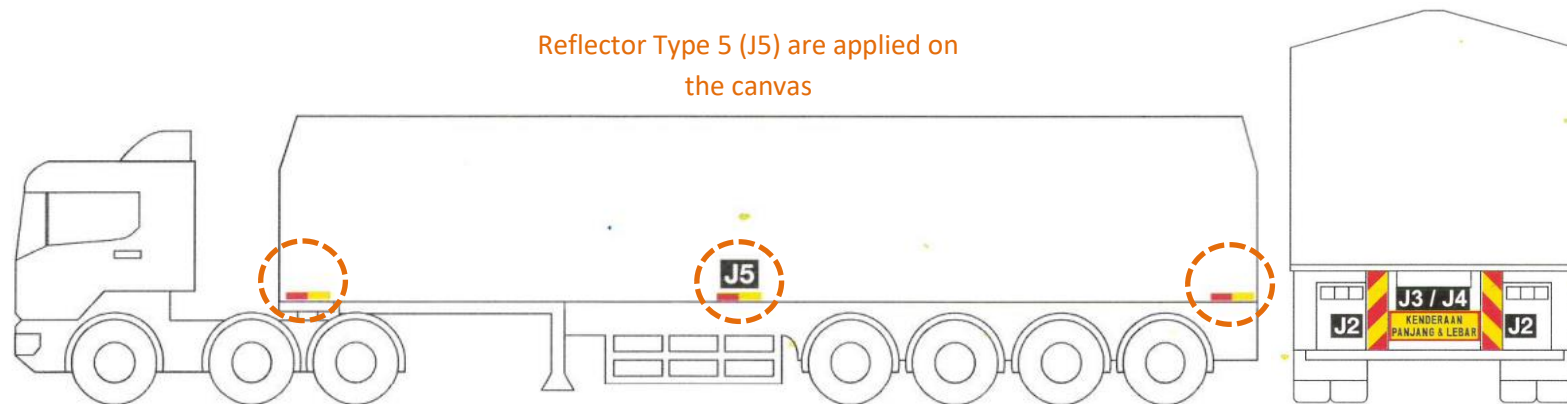 Reflector Type 5 (J5) are applied on
the canvas
J5
J3 / J4
J2
KENDERAAN
PANJANG & LEBAR
J2